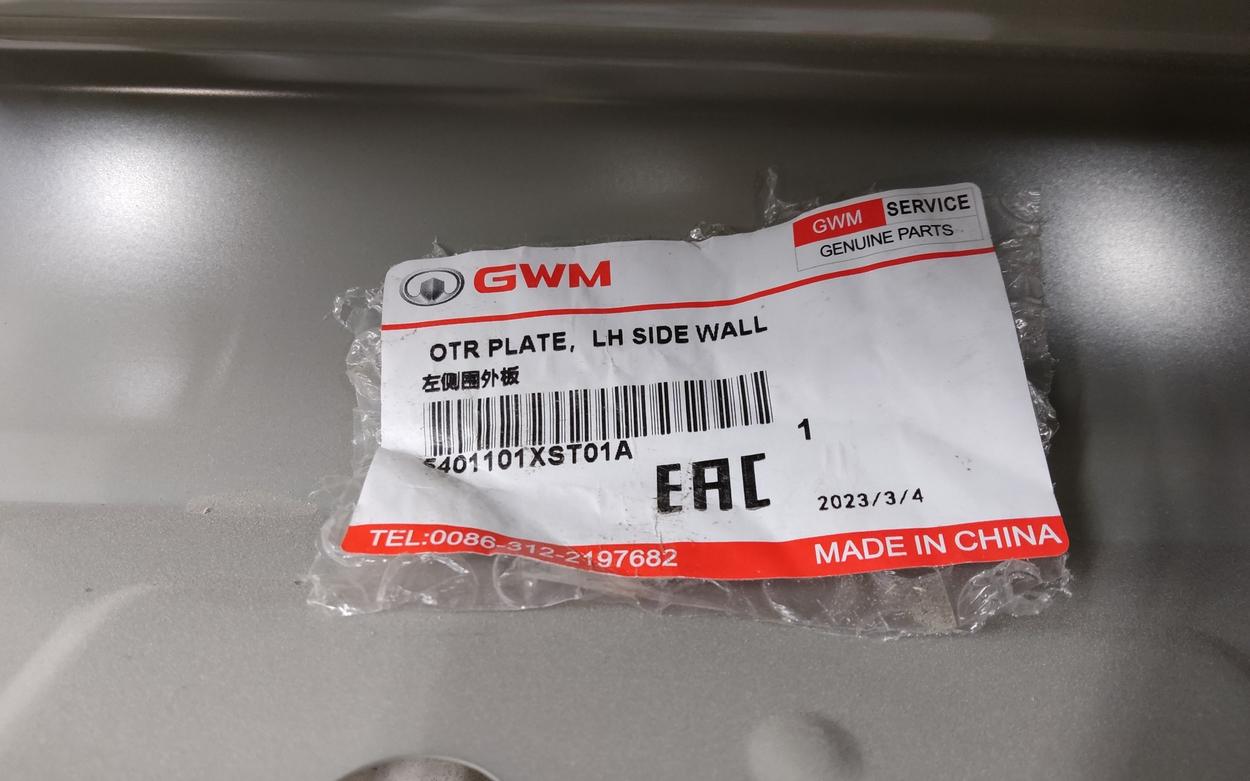 GWM
GWM SERVICE
GENUINE PARTS
OTR PLATE, LH SIDE WALL
左侧围外板
5401101XST01A
1
EAC
2023/3/4
TEL:0086-312-2197682
MADE IN CHINA